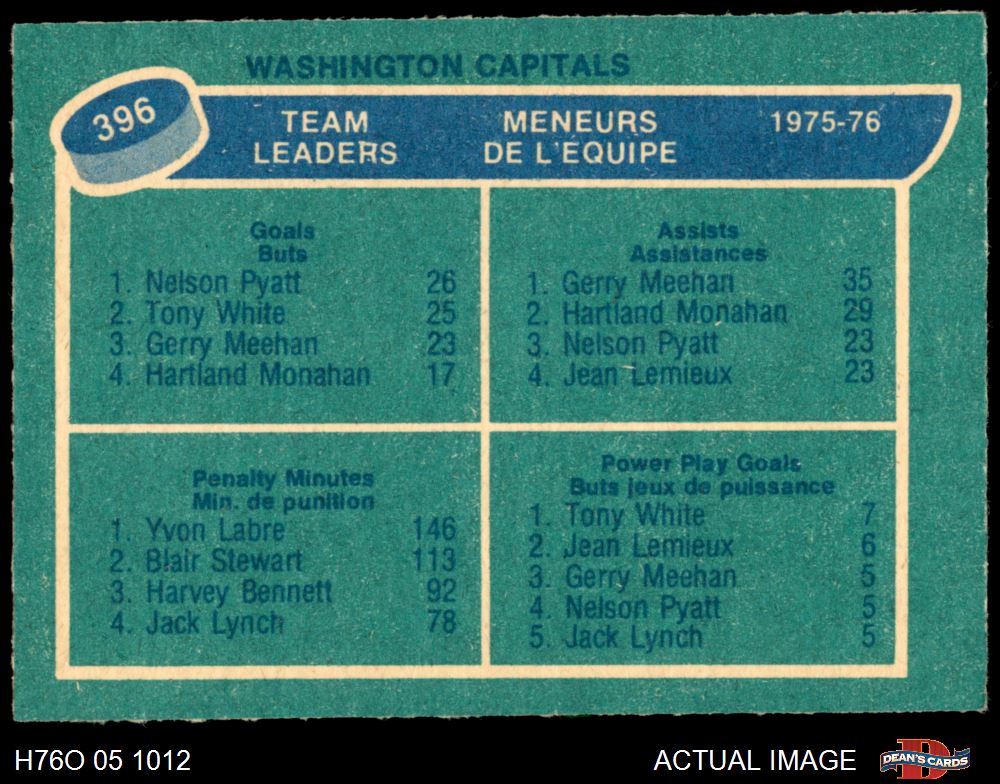 WASHINGTON CAPITALS
396
TEAM LEADERS
MENEURS DE L'EQUIPE
1975-76
Goals
Buts
1. Nelson Pyatt 26
2. Tony White 25
3. Gerry Meehan 23
4. Hartland Monahan 17
Assists
Assistances
1. Gerry Meehan 35
2. Hartland Monahan 29
3. Nelson Pyatt 23
4. Jean Lemieux 23
Penalty Minutes
Min. de punition
1. Yvon Labre 146
2. Blair Stewart 113
3. Harvey Bennett 92
4. Jack Lynch 78
Power Play Goals
Buts jeux de puissance
1. Tony White 7
2. Jean Lemieux 6
3. Gerry Meehan 5
4. Nelson Pyatt 5
5. Jack Lynch 5
H76O 05 1012
ACTUAL IMAGE
D
DEAN'S CARDS